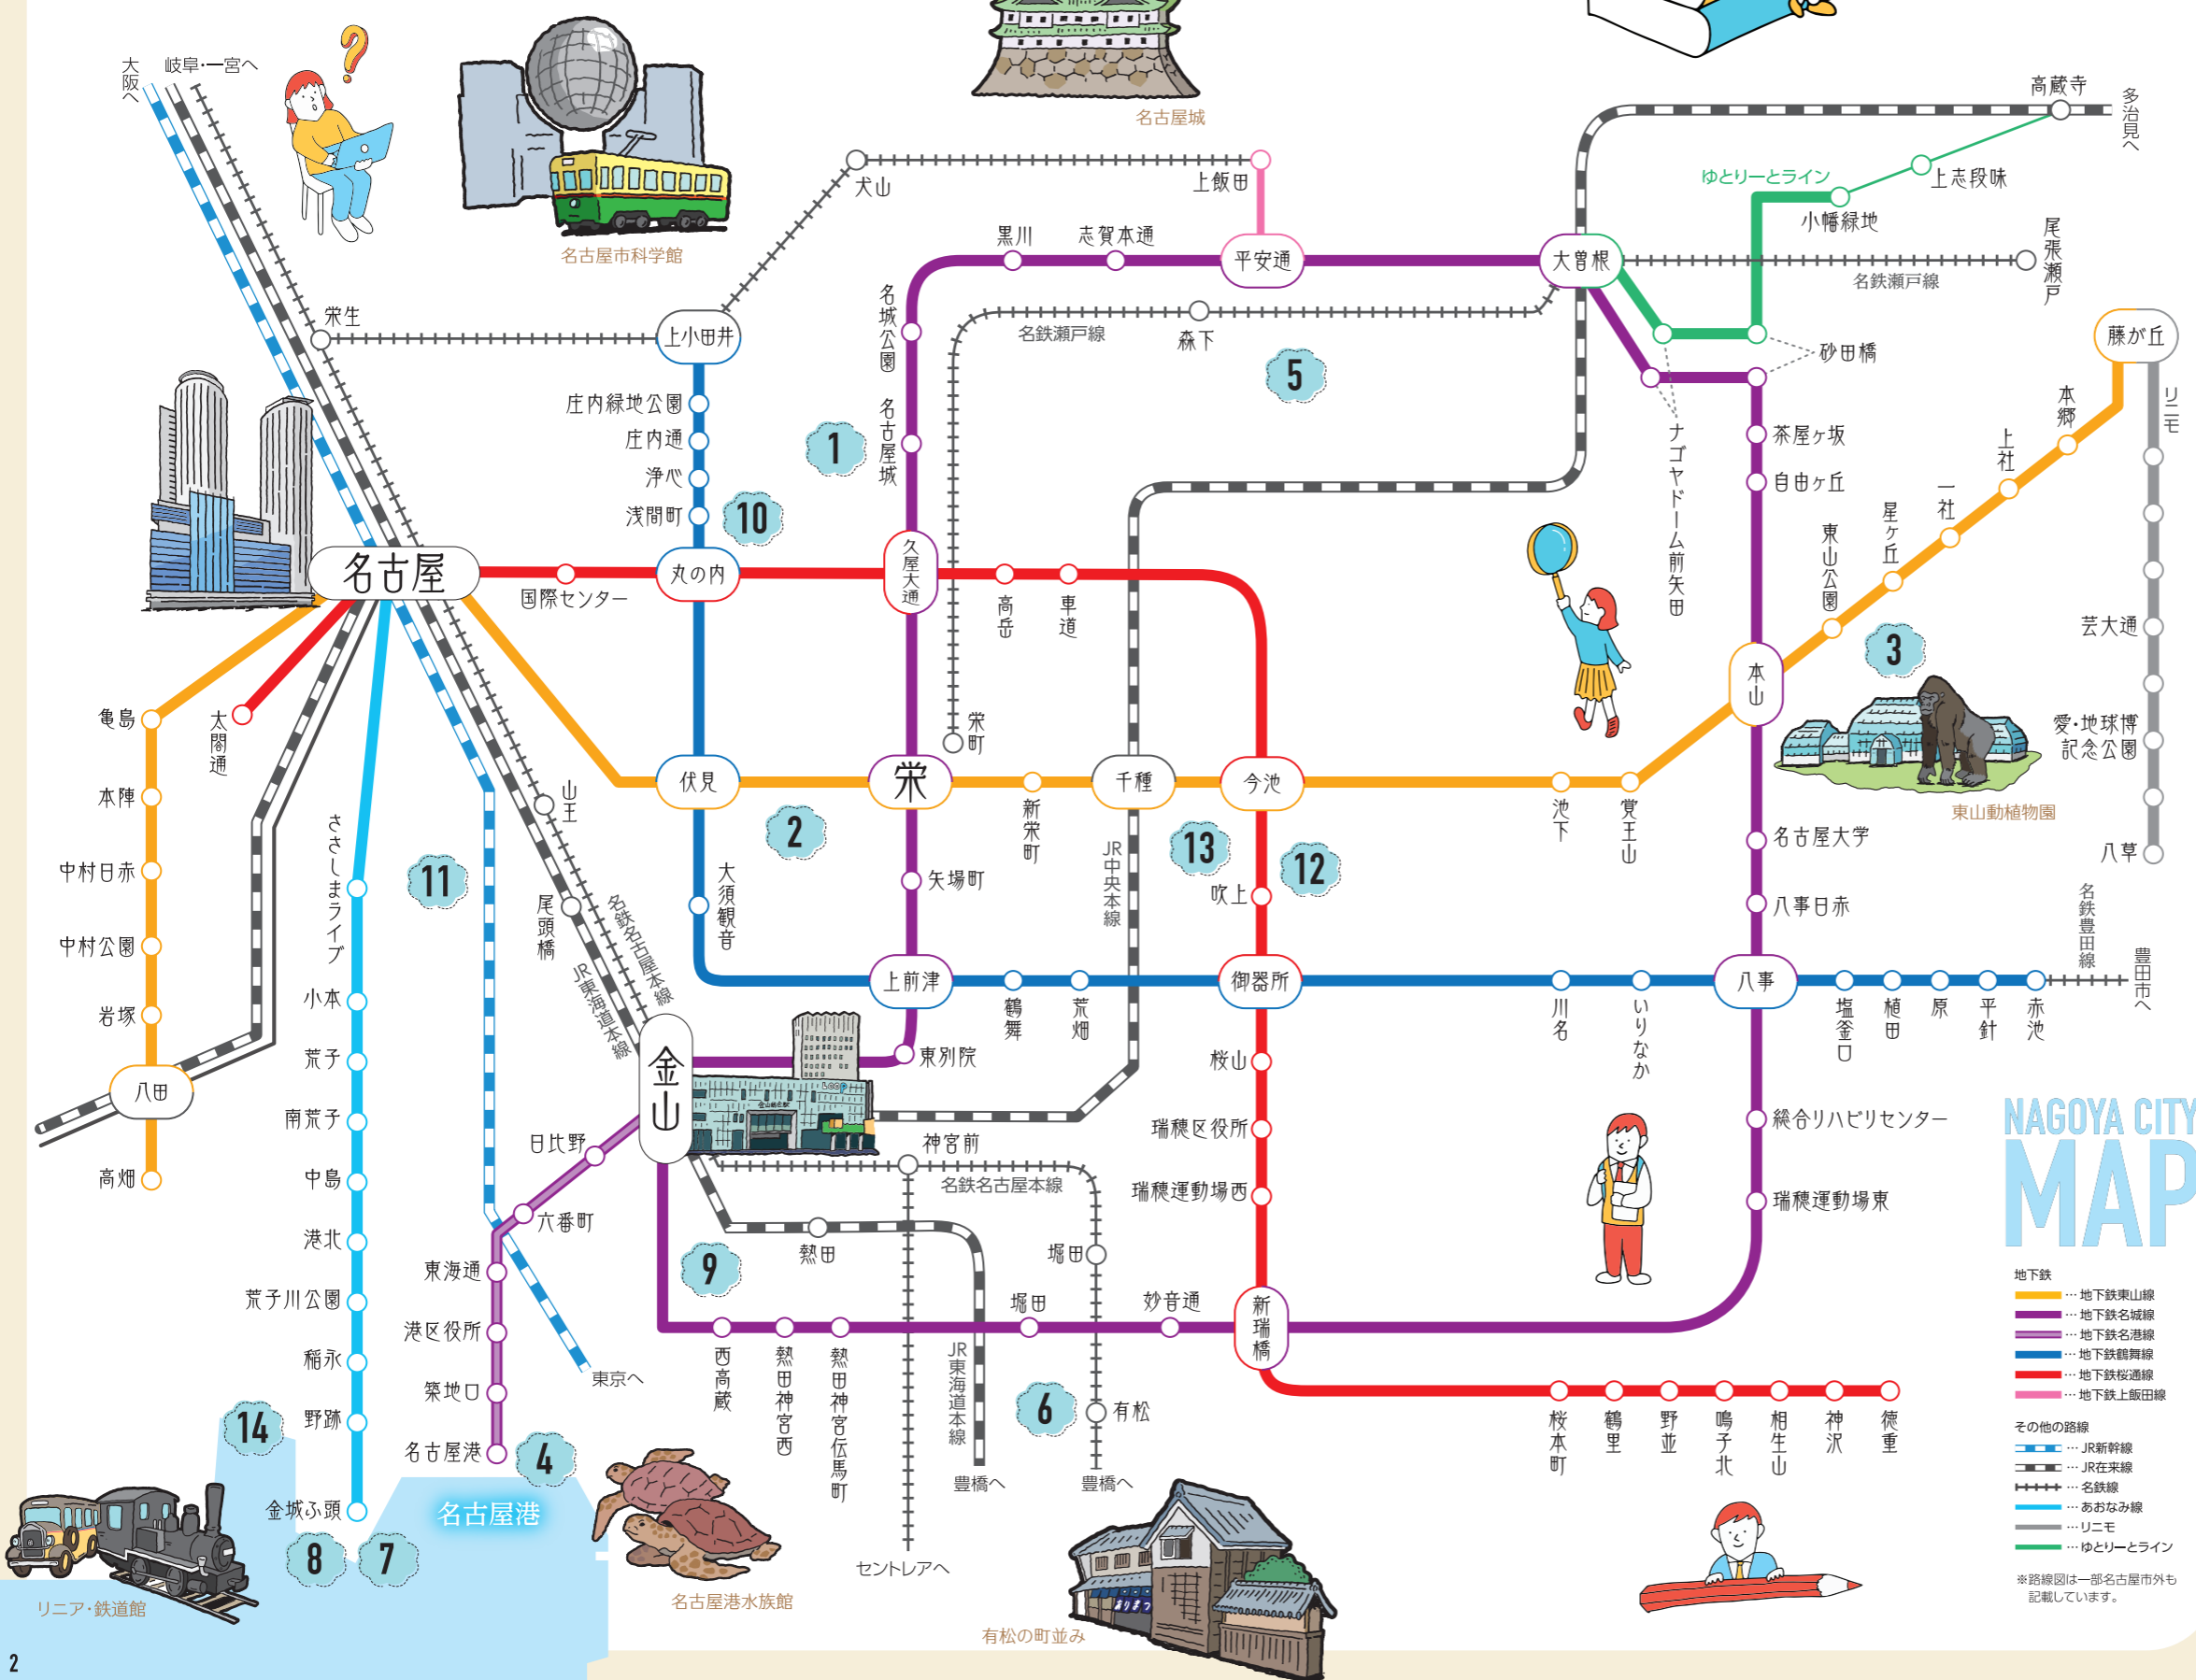 大阪へ
岐阜・一宮へ
名古屋市科学館
名古屋城
高蔵寺
多治見へ
上志段味
ゆとりーとライン
小幡緑地
尾張瀬戸
名鉄瀬戸線
犬山
上飯田
黒川
志賀本通
平安通
大曽根
名城公園
名鉄瀬戸線
森下
5
砂田橋
ナゴヤドーム前矢田
藤が丘
リニモ
栄生
上小田井
庄内緑地公園
庄内通
浄心
浅間町
10
1
名古屋城
茶屋ヶ坂
自由ヶ丘
本郷
上社
一社
星ヶ丘
東山公園
3
芸大通
愛・地球博
記念公園
八草
東山動植物園
名古屋
国際センター
丸の内
久屋大通
高岳
車道
本山
亀島
太閤通
本陣
中村日赤
中村公園
岩塚
八田
高畑
ささしまライブ
11
山王
尾頭橋
名鉄名古屋本線
JR東海道本線
伏見
2
栄
栄町
新栄町
千種
JR中央本線
13
今池
12
吹上
池下
覚王山
名古屋大学
八事日赤
大須観音
矢場町
上前津
鶴舞
荒畑
御器所
川名
いりなか
八事
塩釜口
植田
原
平針
赤池
名鉄豊田線
豊田市へ
小本
荒子
南荒子
中島
港北
荒子川公園
稲永
野跡
金城ふ頭
金山
LOOP
東別院
日比野
六番町
東海通
港区役所
築地口
名古屋港
東京へ
神宮前
名鉄名古屋本線
熱田
9
堀田
西高蔵
熱田神宮西
熱田神宮伝馬町
堀田
妙音通
新瑞橋
JR東海道本線
豊橋へ
6
有松
豊橋へ
セントレアへ
桜山
瑞穂区役所
瑞穂運動場西
総合リハビリセンター
瑞穂運動場東
桜本町
鶴里
野並
鳴子北
相生山
神沢
徳重
14
4
名古屋港
8
7
リニア・鉄道館
名古屋港水族館
有松の町並み
ありまつ
NAGOYA CITY
MAP
地下鉄
…地下鉄東山線
…地下鉄名城線
…地下鉄名港線
…地下鉄鶴舞線
…地下鉄桜通線
…地下鉄上飯田線
その他の路線
…JR新幹線
…JR在来線
…名鉄線
…あおなみ線
…リニモ
…ゆとりーとライン
※路線図は一部名古屋市外も
記載しています。
2